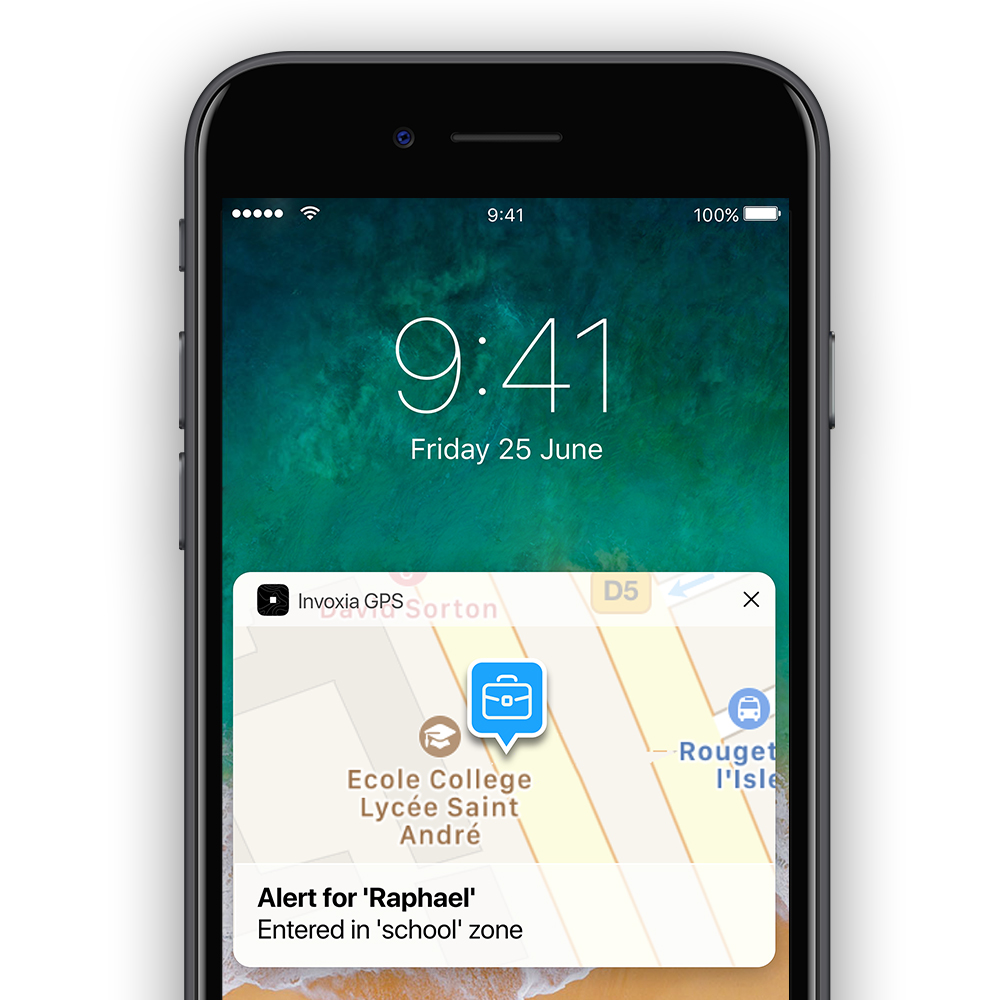 9:41
100%
9:41
Friday 25 June
Invoxia GPS
David Sorton
D5
Ecole College
Lycée Saint
André
Rouget
l'Isle
Alert for 'Raphael'
Entered in 'school' zone